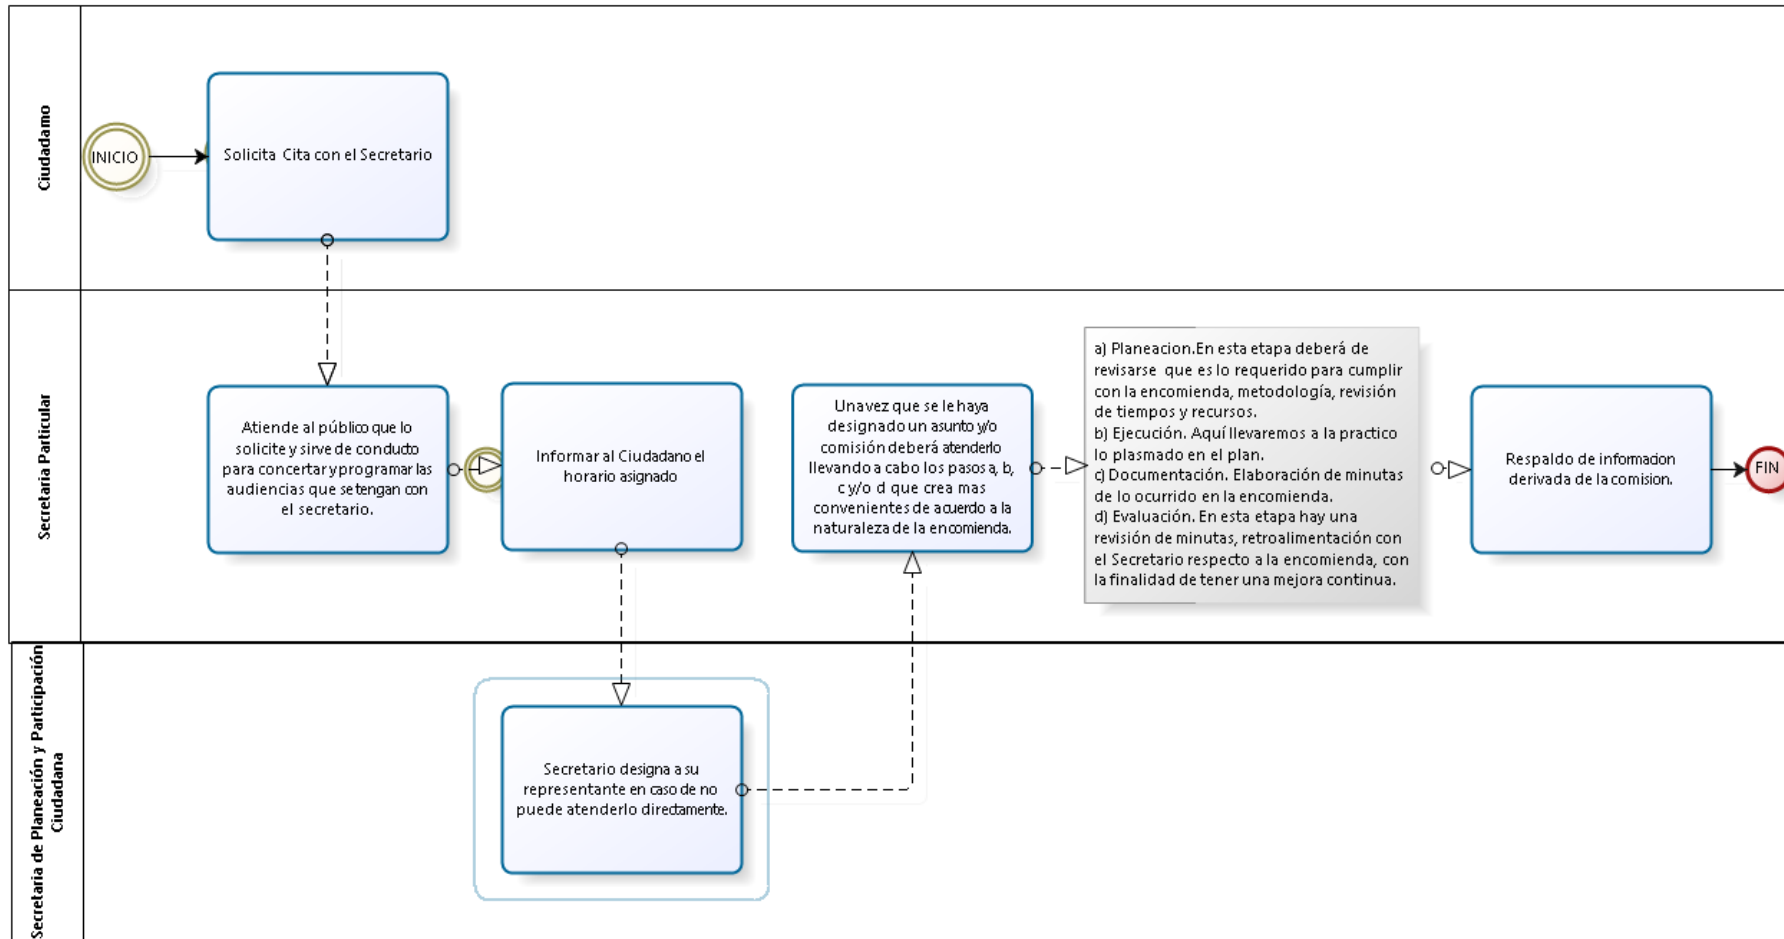 Ciudadamo
INICIO
Solicita Cita con el Secretario
Secretaria Particular
Atiende al público que lo
solicite y sirve de conducto
para concertar y programar las
audiencias que se tengan con
el secretario.
Informar al Ciudadano el
horario asignado
Una vez que se le haya
designado un asunto y/o
comisión deberá atenderlo
llevando a cabo los pasos a, b,
c y/o d que crea mas
convenientes de acuerdo a la
naturaleza de la encomienda.
a) Planeacion.En esta etapa deberá de
revisarse que es lo requerido para cumplir
con la encomienda, metodología, revisión
de tiempos y recursos.
b) Ejecución. Aquí llevaremos a la practico
lo plasmado en el plan.
c) Documentación. Elaboración de minutas
de lo ocurrido en la encomienda.
d) Evaluación. En esta etapa hay una
revisión de minutas, retroalimentación con
el Secretario respecto a la encomienda, con
la finalidad de tener una mejora continua.
Respaldo de informacion
derivada de la comision.
FIN
Secretaria de Planeación y Participación
Ciudadana
Secretario designa a su
representante en caso de no
puede atenderlo directamente.